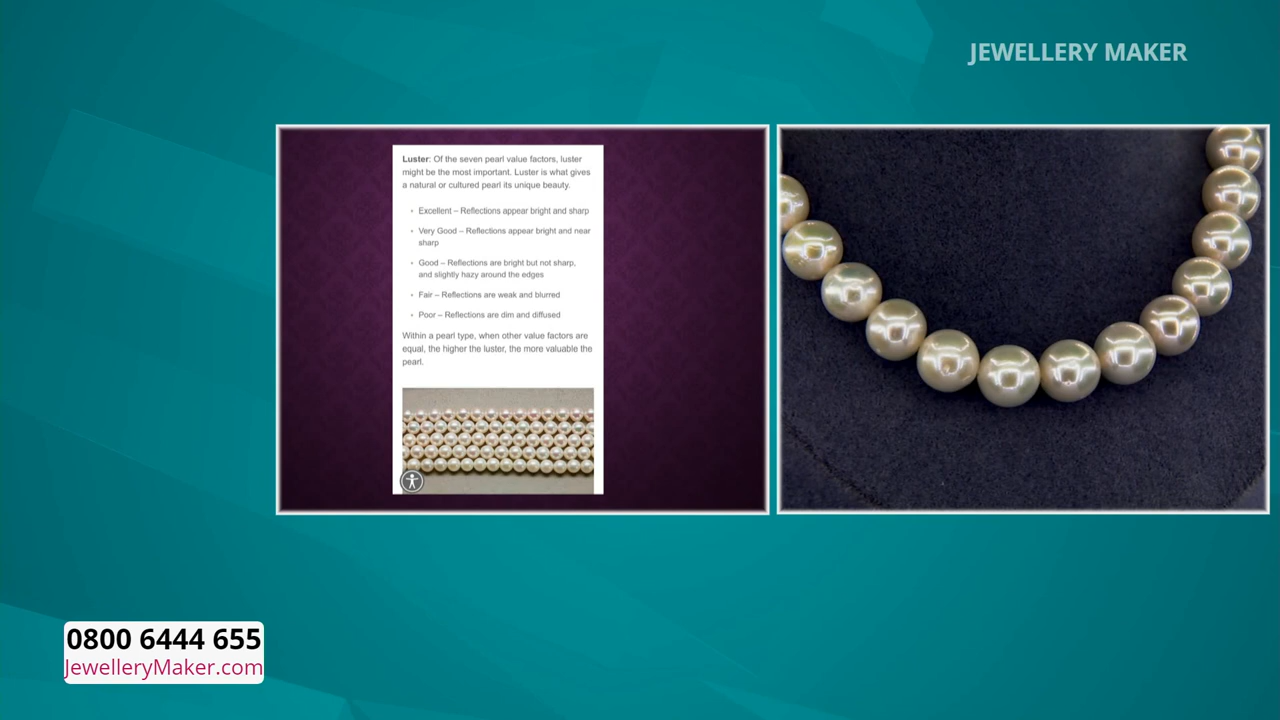 JEWELLERY MAKER
Luster: Of the seven pearl value factors, luster
might be the most important. Luster is what gives
a natural or cultured pearl its unique beauty.
• Excellent – Reflections appear bright and sharp
• Very Good – Reflections appear bright and near
sharp
• Good – Reflections are bright but not sharp,
and slightly hazy around the edges
• Fair – Reflections are weak and blurred
• Poor – Reflections are dim and diffused
Within a pearl type, when other value factors are
equal, the higher the luster, the more valuable the
pearl.
0800 6444 655
JewelleryMaker.com